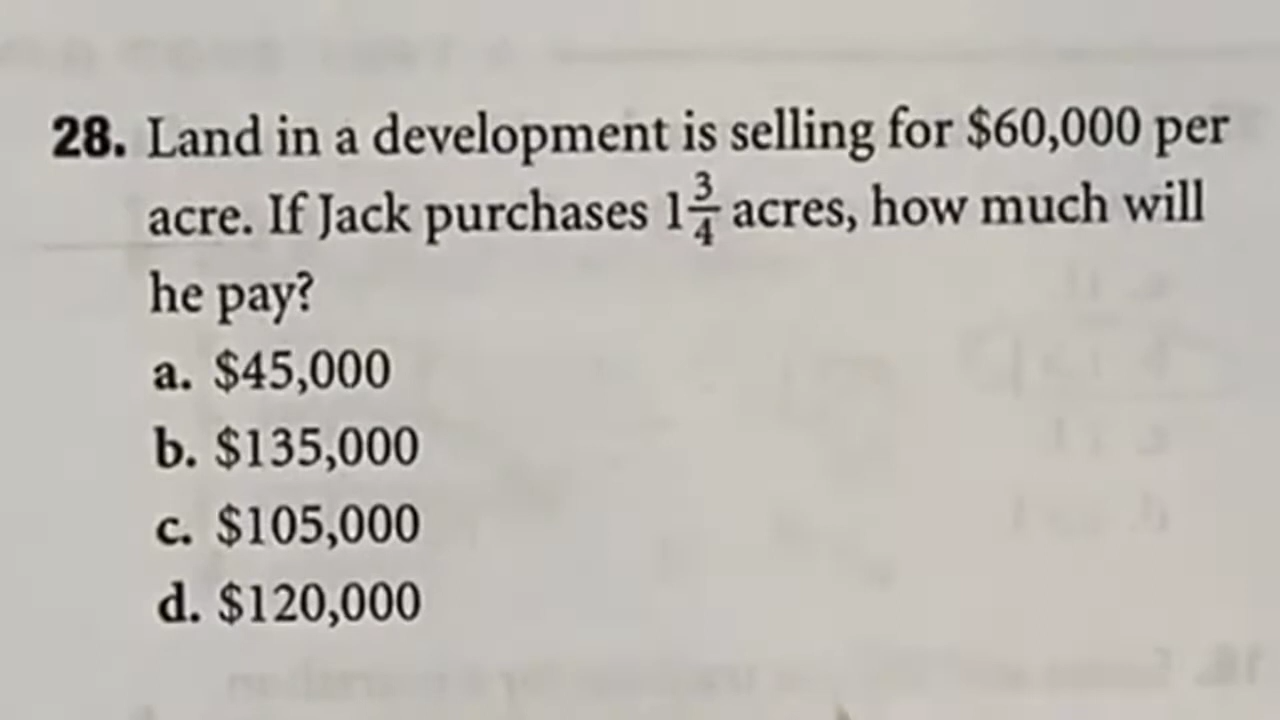 28. Land in a development is selling for $60,000 per
acre. If Jack purchases 1 3/4 acres, how much will
he pay?
a. $45,000
b. $135,000
c. $105,000
d. $120,000